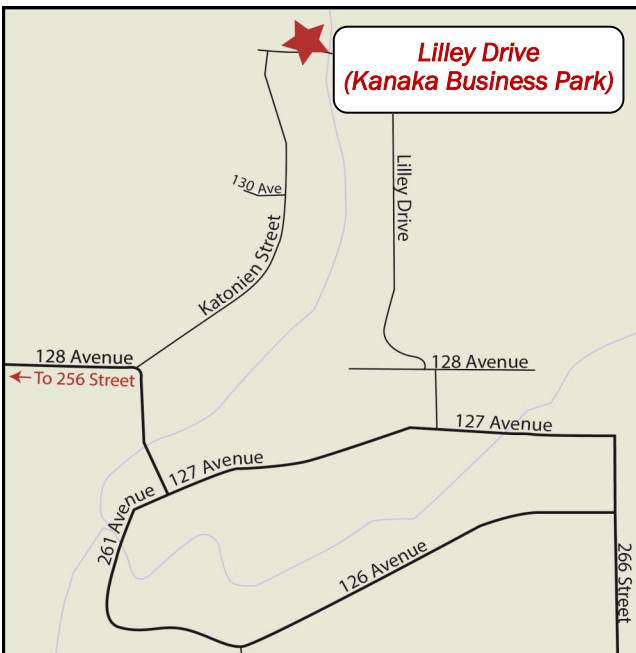 Lilley Drive
(Kanaka Business Park)
130 Ave
Lilley Drive
Katonien Street
128 Avenue
To 256 Street
128 Avenue
127 Avenue
127 Avenue
261 Avenue
126 Avenue
266 Street